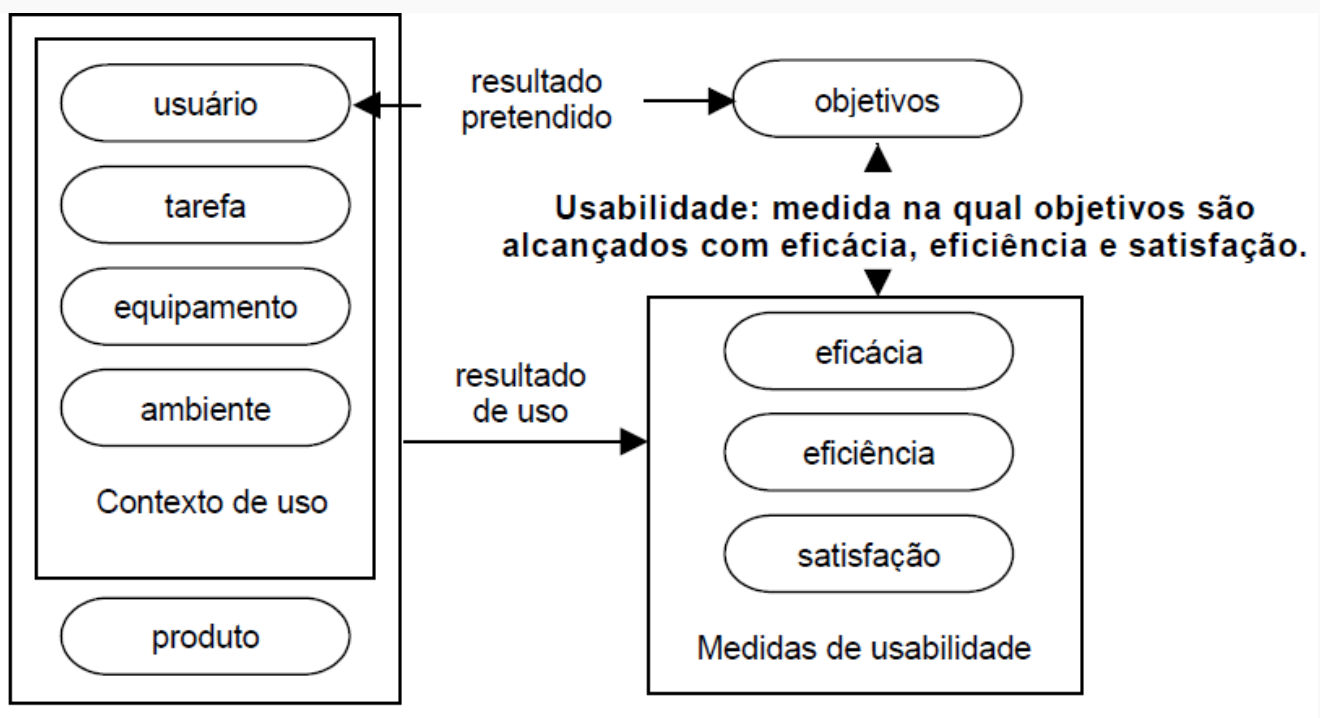 usuário
tarefa
equipamento
ambiente
Contexto de uso
produto
resultado
pretendido
objetivos
Usabilidade: medida na qual objetivos são
alcançados com eficácia, eficiência e satisfação.
resultado
de uso
eficácia
eficiência
satisfação
Medidas de usabilidade